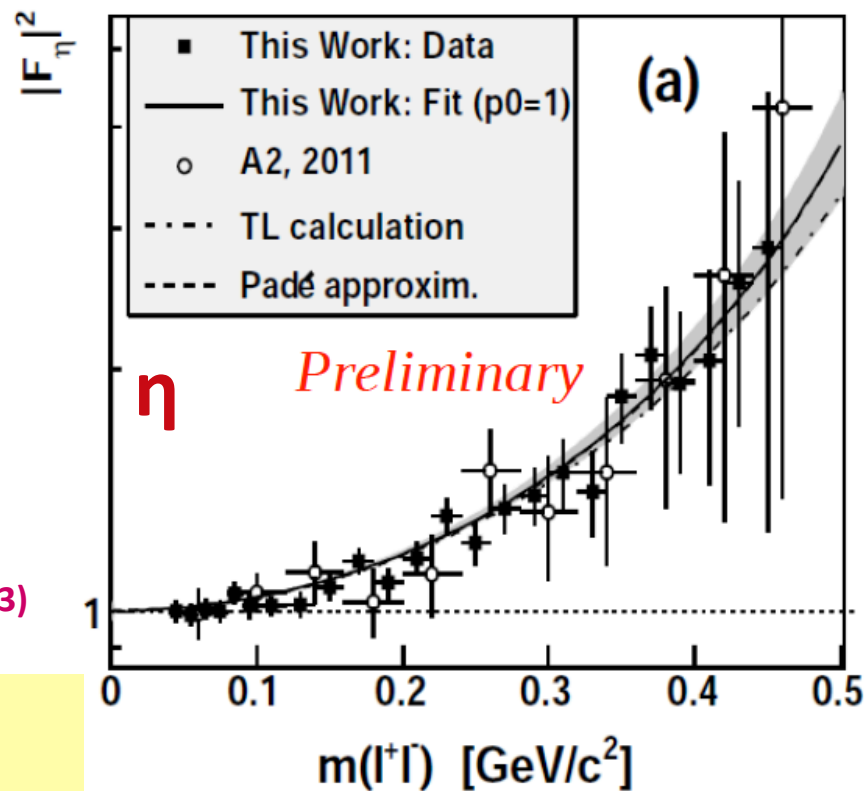 |F_η|²
This Work: Data
This Work: Fit (p0=1)
A2, 2011
TL calculation
Padé approxim.
(a)
Preliminary
η
3)
1
0 0.1 0.2 0.3 0.4 0.5
m(l⁺l⁻) [GeV/c²]